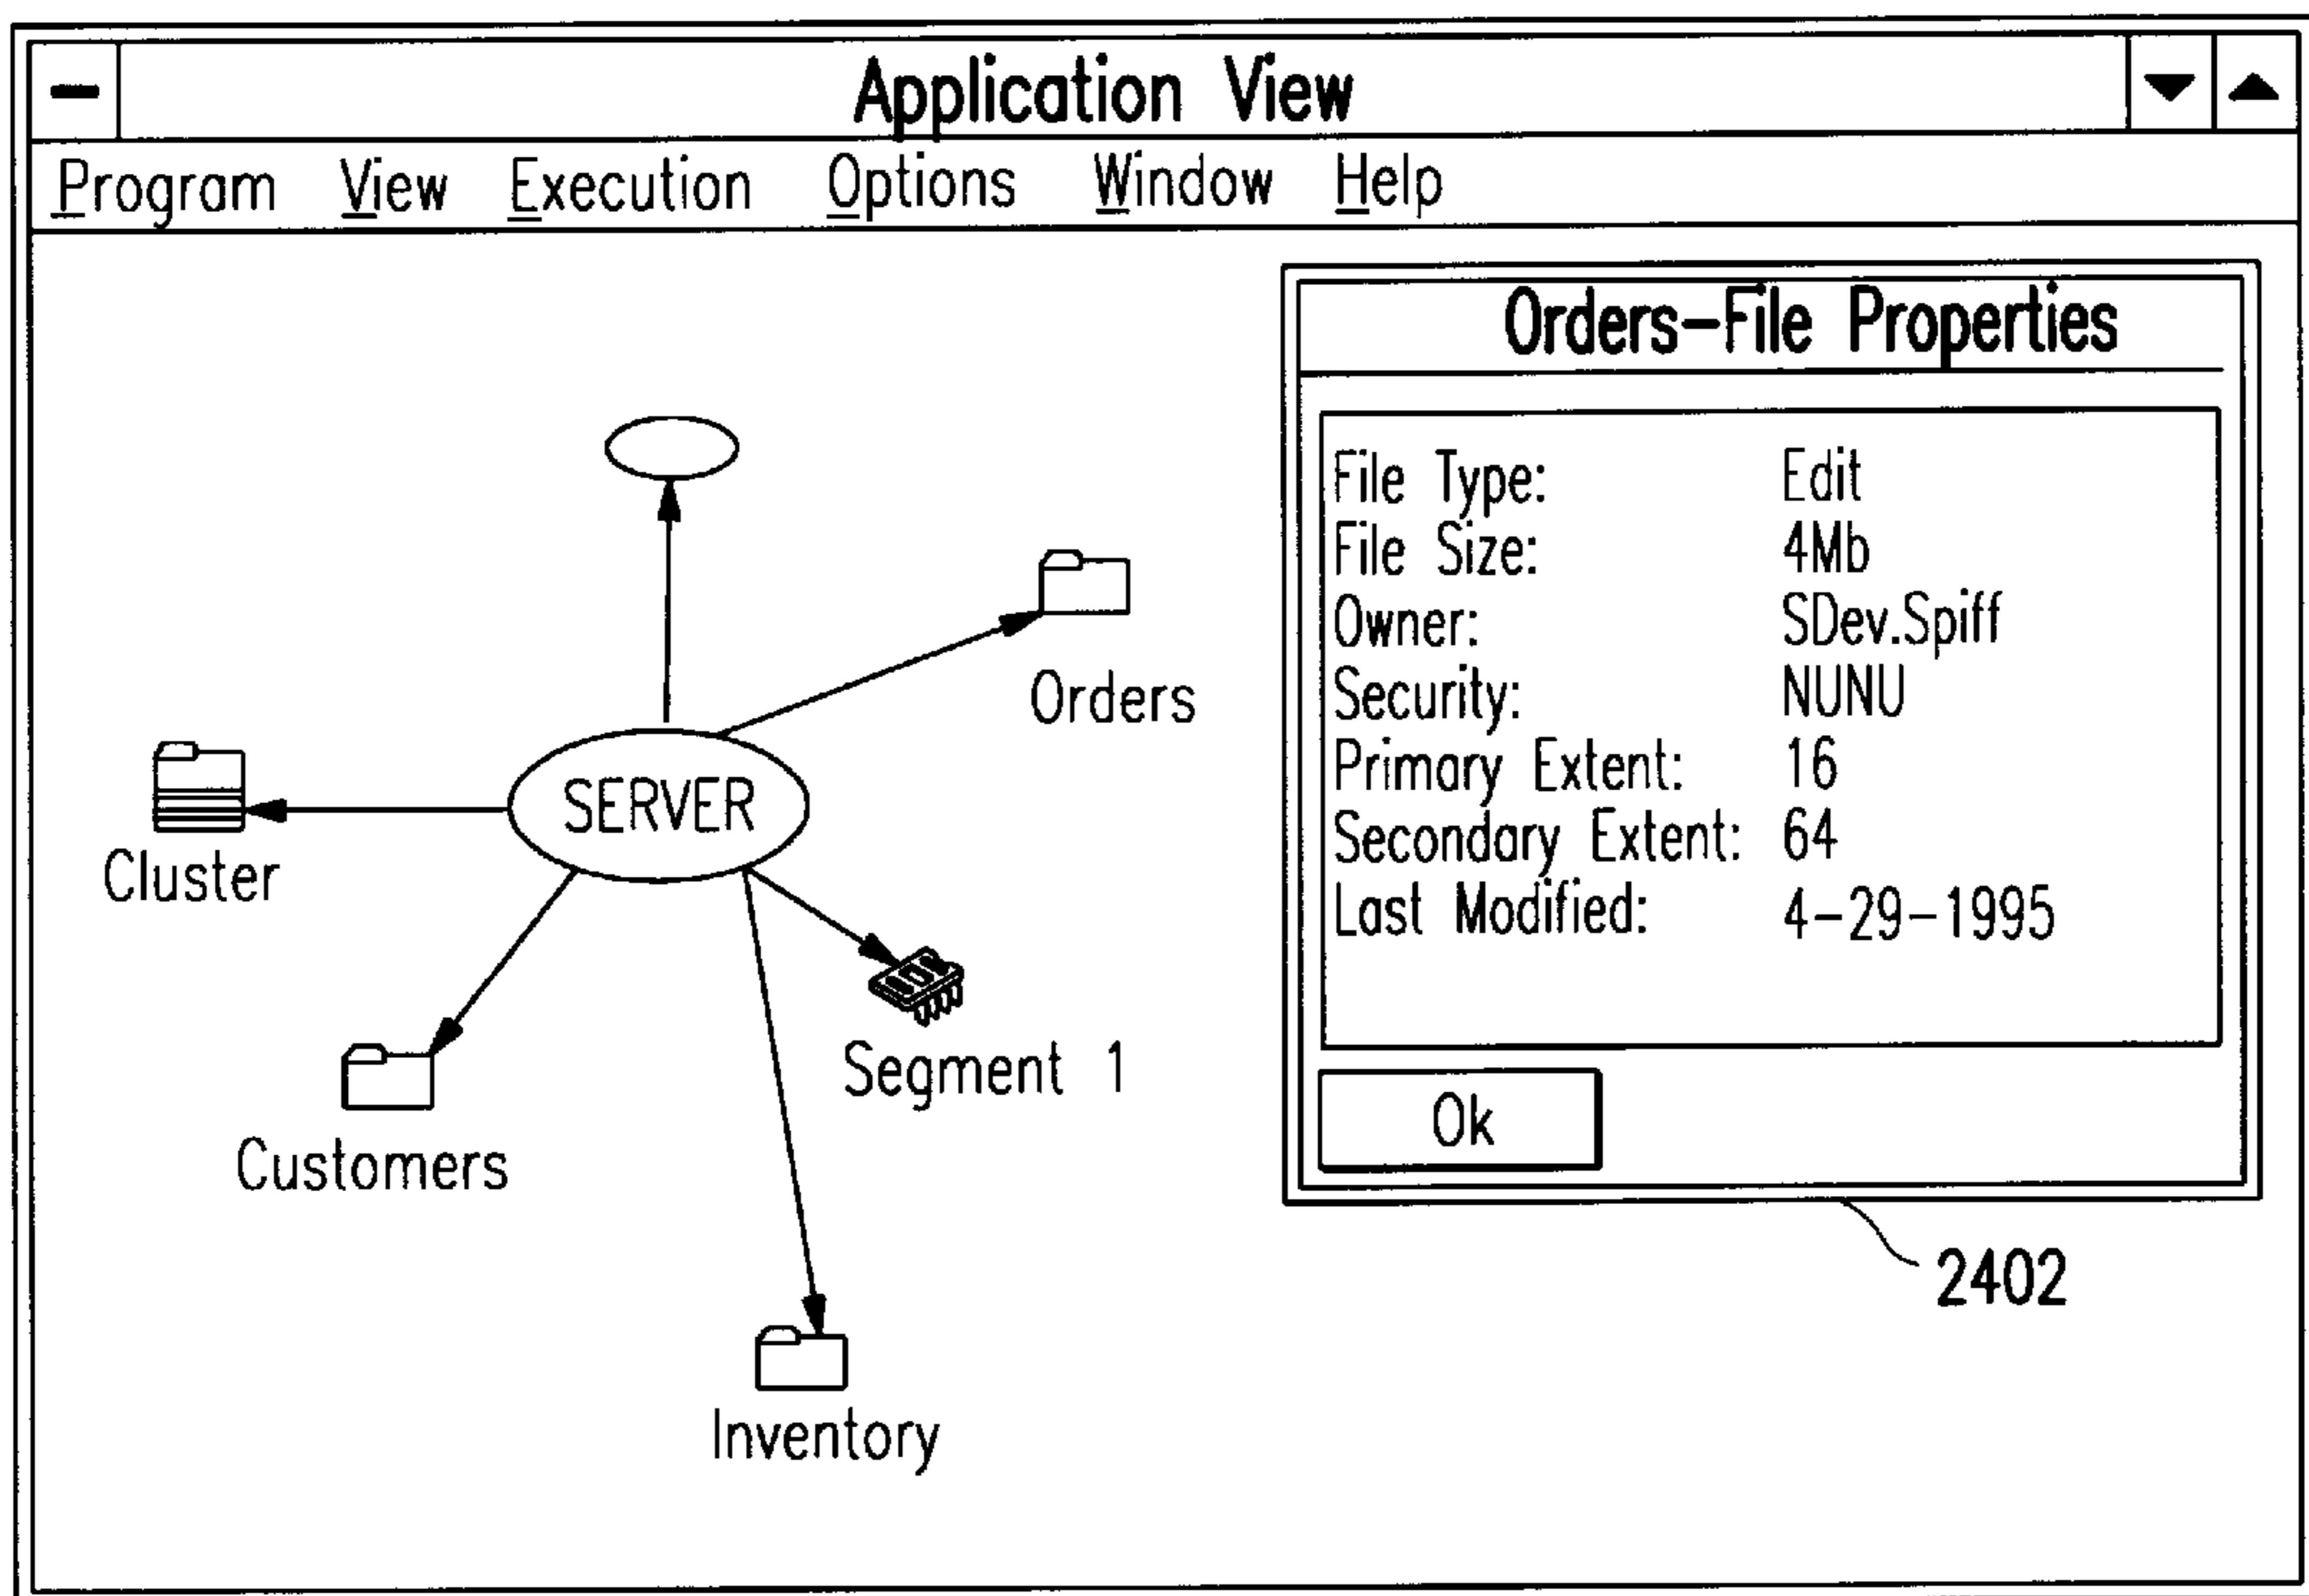 Application View
Program View Execution Options Window Help
Orders-File Properties
File Type: Edit
File Size: 4Mb
Owner: SDev.Spiff
Security: NUNU
Primary Extent: 16
Secondary Extent: 64
Last Modified: 4-29-1995
Ok
2402
Orders
SERVER
Cluster
Segment 1
Customers
Inventory